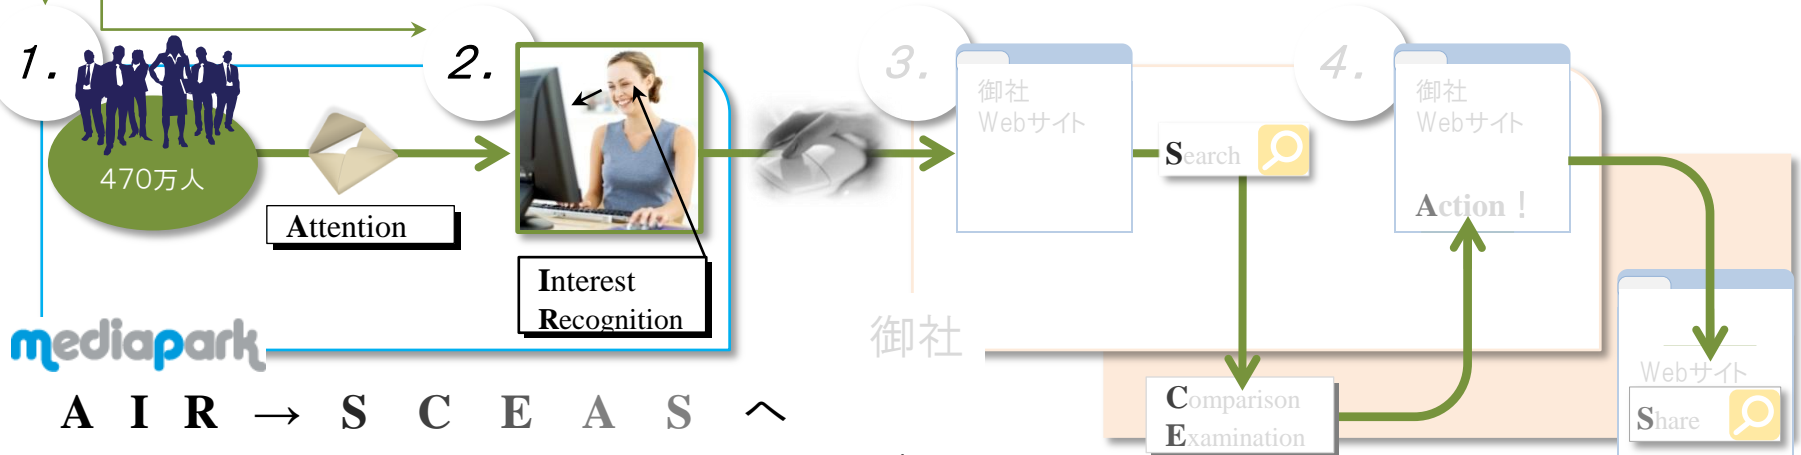 1.
470万人
Attention
2.
Interest
Recognition
mediapark
3.
御社
Webサイト
Search
4.
御社
Webサイト
Action！
御社
Comparison
Examination
Webサイト
Share
A I R → S C E A S へ